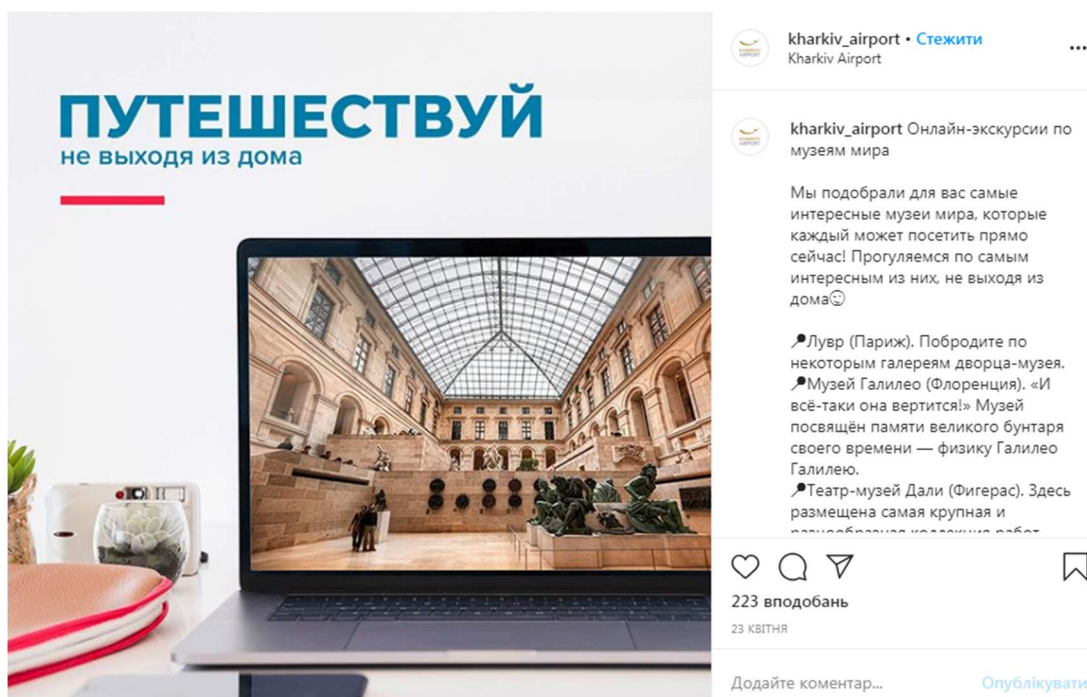 ПУТЕШЕСТВУЙ
не выходя из дома
kharkiv_airport • Стежити
Kharkiv Airport
kharkiv_airport Онлайн-экскурсии по
музеям мира
Мы подобрали для вас самые
интересные музеи мира, которые
каждый может посетить прямо
сейчас! Прогуляемся по самым
интересным из них, не выходя из
дома
Лувр (Париж). Побродите по
некоторым галереям дворца-музея.
Музей Галилео (Флоренция). «И
всё-таки она вертится!» Музей
посвящён памяти великого бунтаря
своего времени — физику Галилео
Галилею.
Театр-музей Дали (Фигерас). Здесь
размещена самая крупная и
разнообразная коллекция работ
223 вподобань
23 КВІТНЯ
Додайте коментар...
Опублікувати